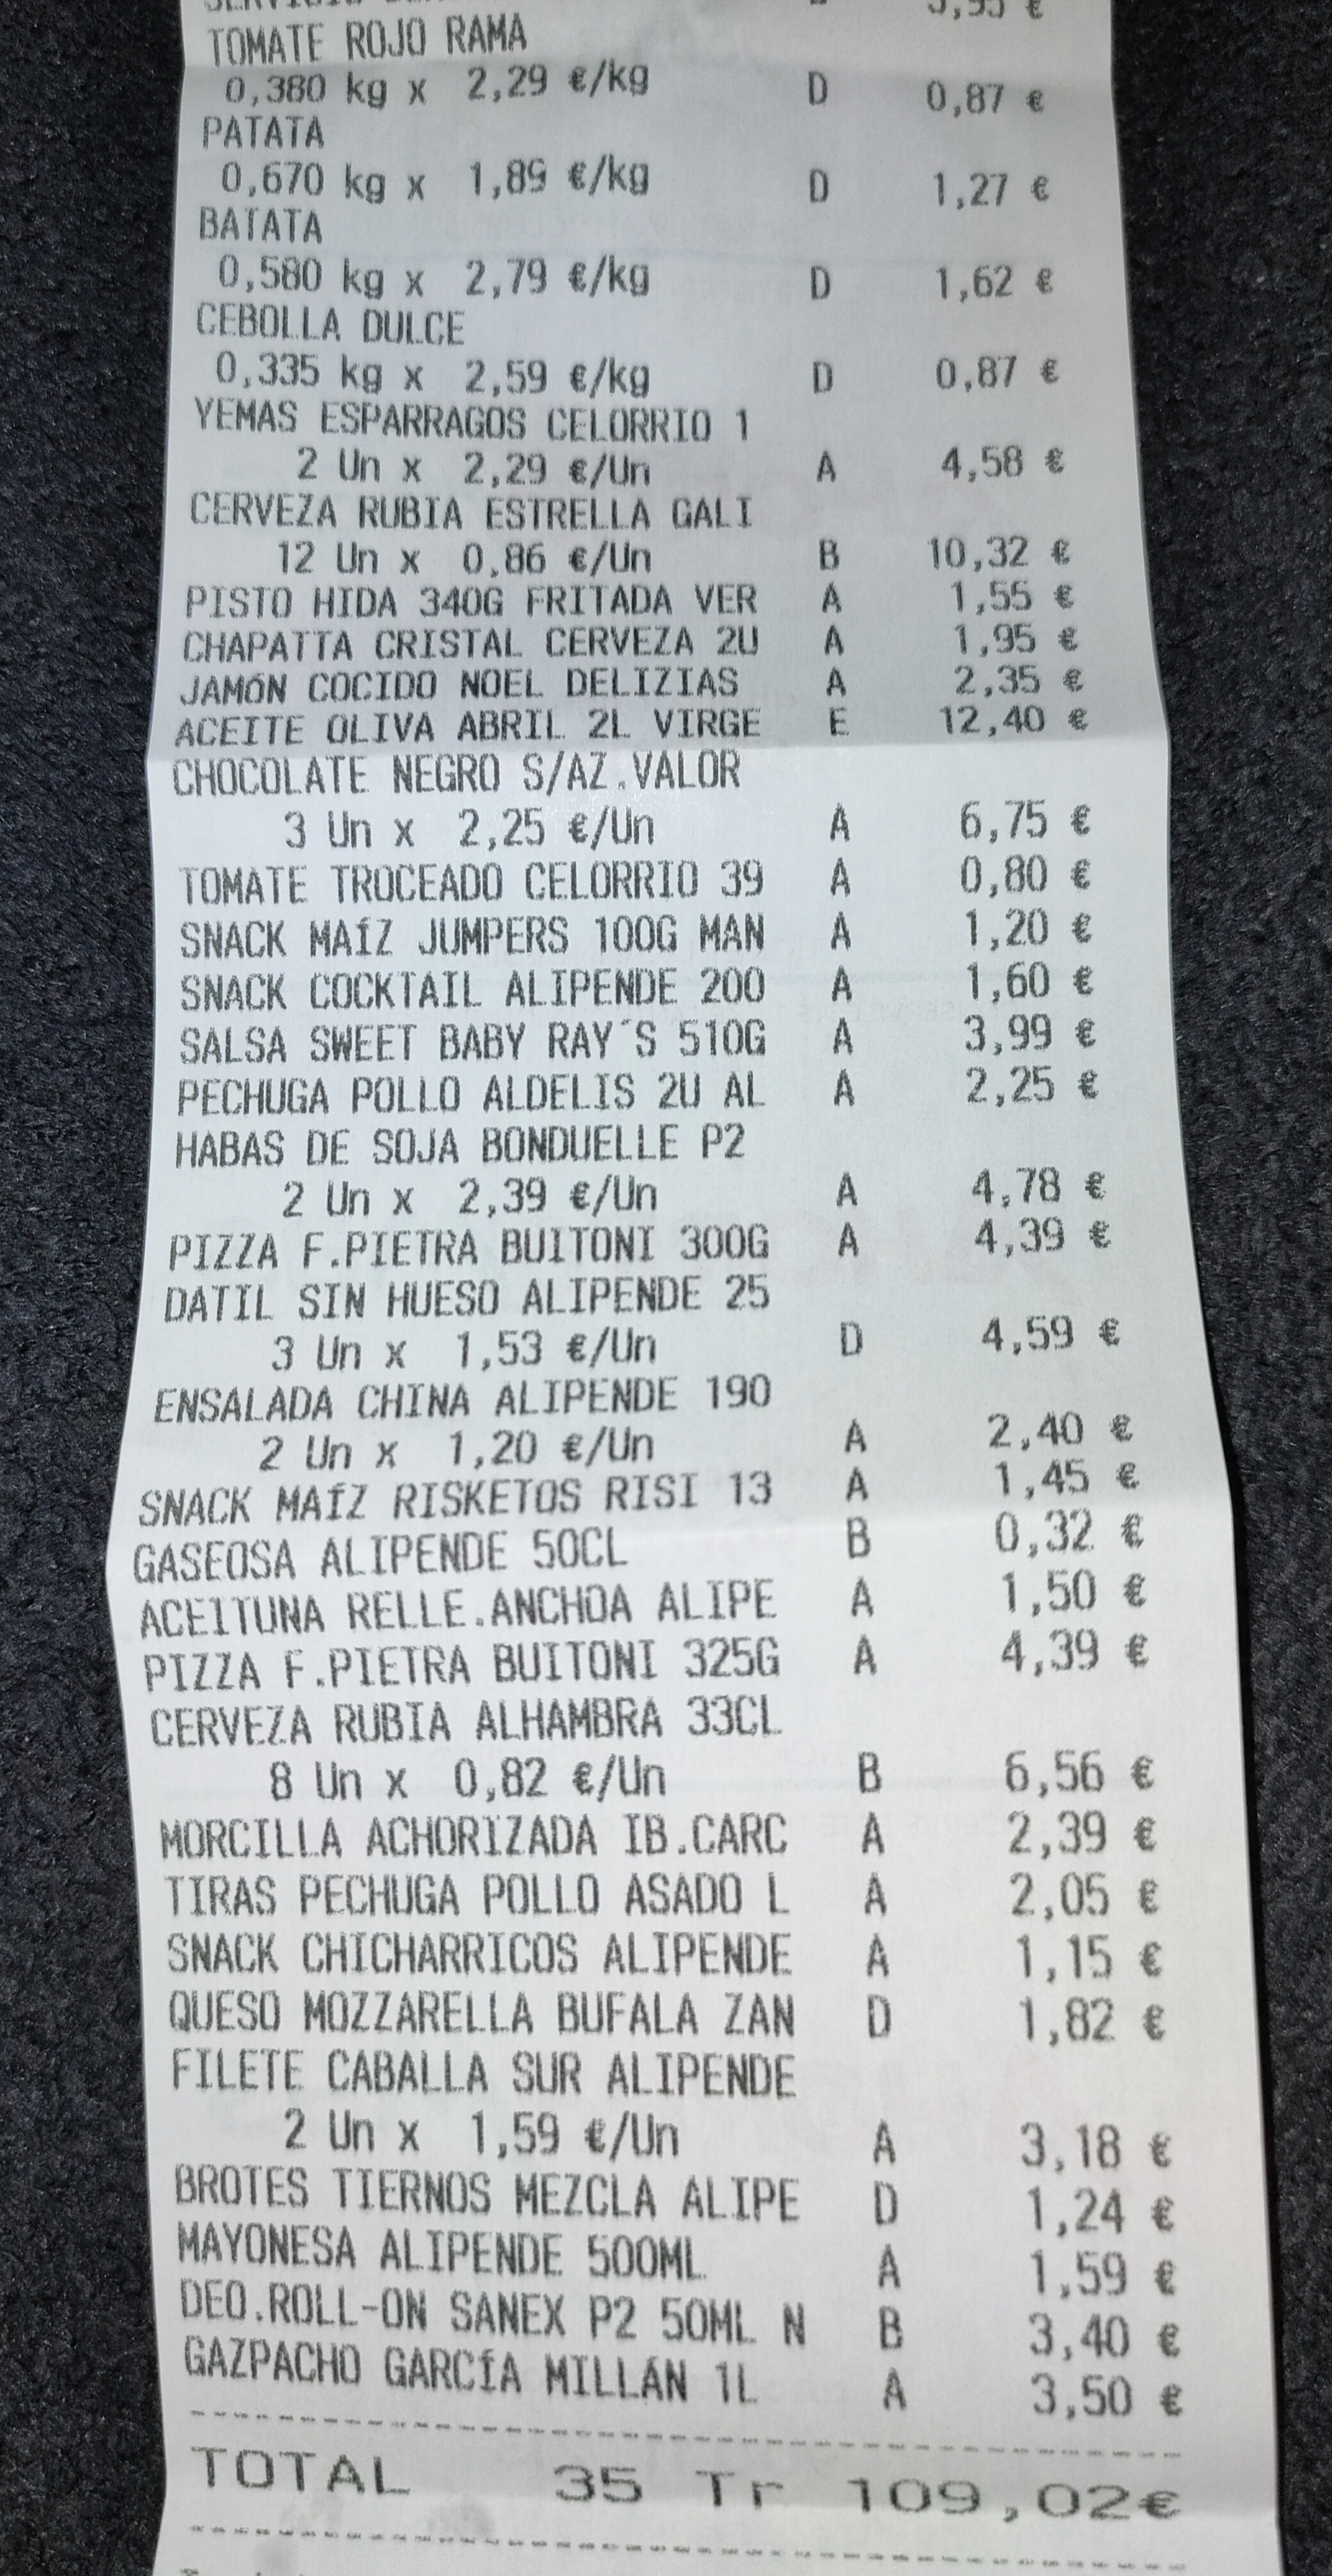 5,95 €
TOMATE ROJO RAMA
0,380 kg x 2,29 €/kg D 0,87 €
PATATA
0,670 kg x 1,89 €/kg D 1,27 €
BATATA
0,580 kg x 2,79 €/kg D 1,62 €
CEBOLLA DULCE
0,335 kg x 2,59 €/kg D 0,87 €
YEMAS ESPARRAGOS CELORRIO 1
2 Un x 2,29 €/Un A 4,58 €
CERVEZA RUBIA ESTRELLA GALI
12 Un x 0,86 €/Un B 10,32 €
PISTO HIDA 340G FRITADA VER A 1,55 €
CHAPATTA CRISTAL CERVEZA 2U A 1,95 €
JAMÓN COCIDO NOEL DELIZIAS A 2,35 €
ACEITE OLIVA ABRIL 2L VIRGE E 12,40 €
CHOCOLATE NEGRO S/AZ.VALOR
3 Un x 2,25 €/Un A 6,75 €
TOMATE TROCEADO CELORRIO 39 A 0,80 €
SNACK MAÍZ JUMPERS 100G MAN A 1,20 €
SNACK COCKTAIL ALIPENDE 200 A 1,60 €
SALSA SWEET BABY RAY´S 510G A 3,99 €
PECHUGA POLLO ALDELIS 2U AL A 2,25 €
HABAS DE SOJA BONDUELLE P2
2 Un x 2,39 €/Un A 4,78 €
PIZZA F.PIETRA BUITONI 300G A 4,39 €
DATIL SIN HUESO ALIPENDE 25
3 Un x 1,53 €/Un D 4,59 €
ENSALADA CHINA ALIPENDE 190
2 Un x 1,20 €/Un A 2,40 €
SNACK MAÍZ RISKETOS RISI 13 A 1,45 €
GASEOSA ALIPENDE 50CL B 0,32 €
ACEITUNA RELLE.ANCHOA ALIPE A 1,50 €
PIZZA F.PIETRA BUITONI 325G A 4,39 €
CERVEZA RUBIA ALHAMBRA 33CL
8 Un x 0,82 €/Un B 6,56 €
MORCILLA ACHORIZADA IB.CARC A 2,39 €
TIRAS PECHUGA POLLO ASADO L A 2,05 €
SNACK CHICHARRICOS ALIPENDE A 1,15 €
QUESO MOZZARELLA BUFALA ZAN D 1,82 €
FILETE CABALLA SUR ALIPENDE
2 Un x 1,59 €/Un A 3,18 €
BROTES TIERNOS MEZCLA ALIPE D 1,24 €
MAYONESA ALIPENDE 500ML A 1,59 €
DEO.ROLL-ON SANEX P2 50ML N B 3,40 €
GAZPACHO GARCÍA MILLÁN 1L A 3,50 €
TOTAL 35 Tr 109,02€